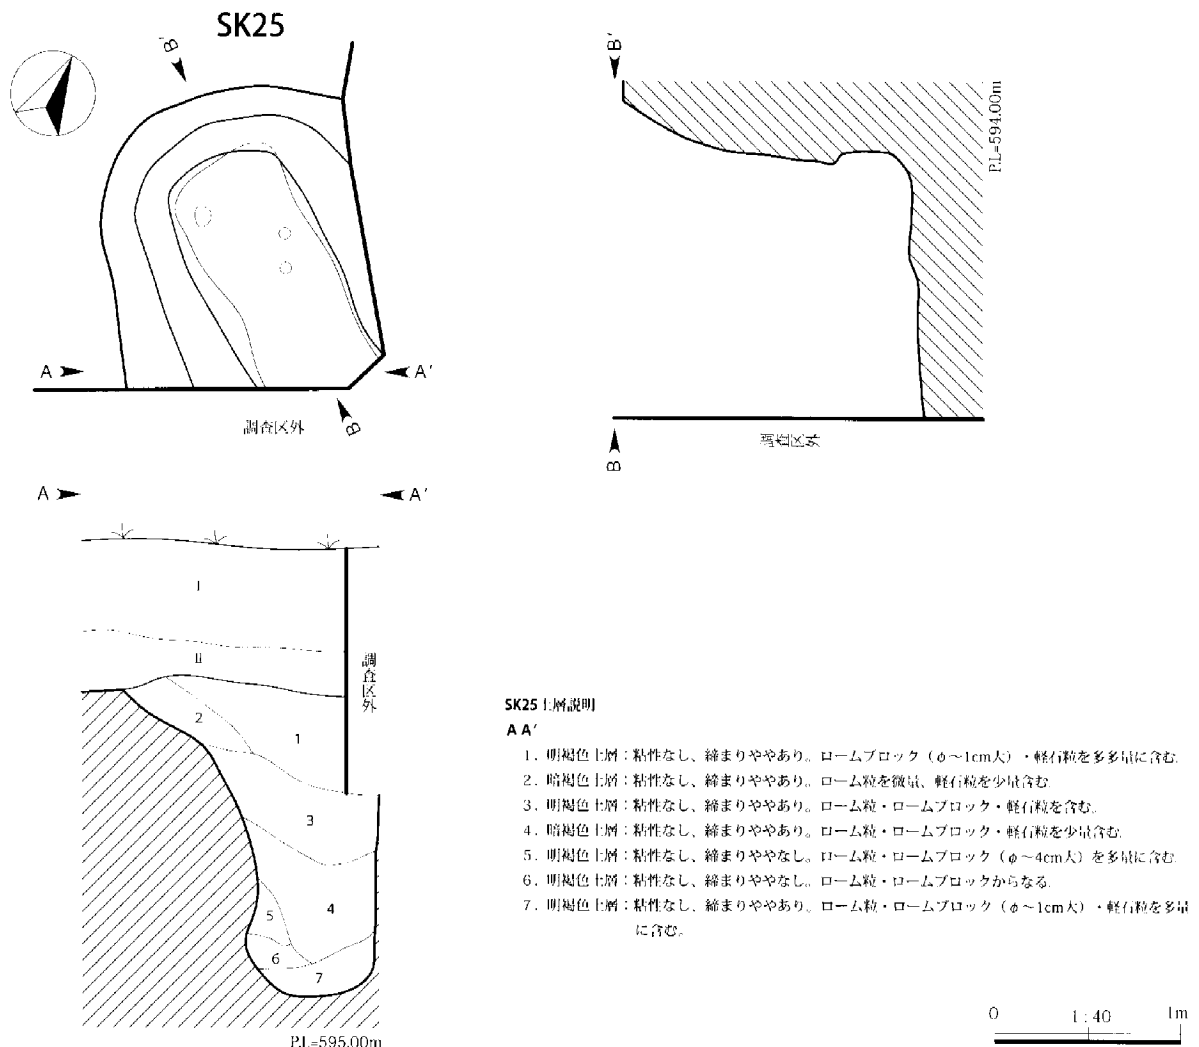 SK25
B'
A
A'
調査区外
B
B'
P.L=594.00m
調査区外
B
A
A'
I
II
調査区外
2
1
3
4
5
6
7
P.L=595.00m
SK25土層説明
A A'
1. 明褐色土層：粘性なし、締まりややあり。ロームブロック（φ～1cm大）・軽石粒を多多量に含む。
2. 暗褐色土層：粘性なし、締まりややあり。ローム粒を微量、軽石粒を少量含む。
3. 明褐色土層：粘性なし、締まりややあり。ローム粒・ロームブロック・軽石粒を含む。
4. 暗褐色土層：粘性なし、締まりややあり。ローム粒・ロームブロック・軽石粒を少量含む。
5. 明褐色土層：粘性なし、締まりややなし。ローム粒・ロームブロック（φ～4cm大）を多量に含む。
6. 明褐色土層：粘性なし、締まりややなし。ローム粒・ロームブロックからなる。
7. 明褐色土層：粘性なし、締まりややあり。ローム粒・ロームブロック（φ～1cm大）・軽石粒を多量
に含む。
0 1:40 1m